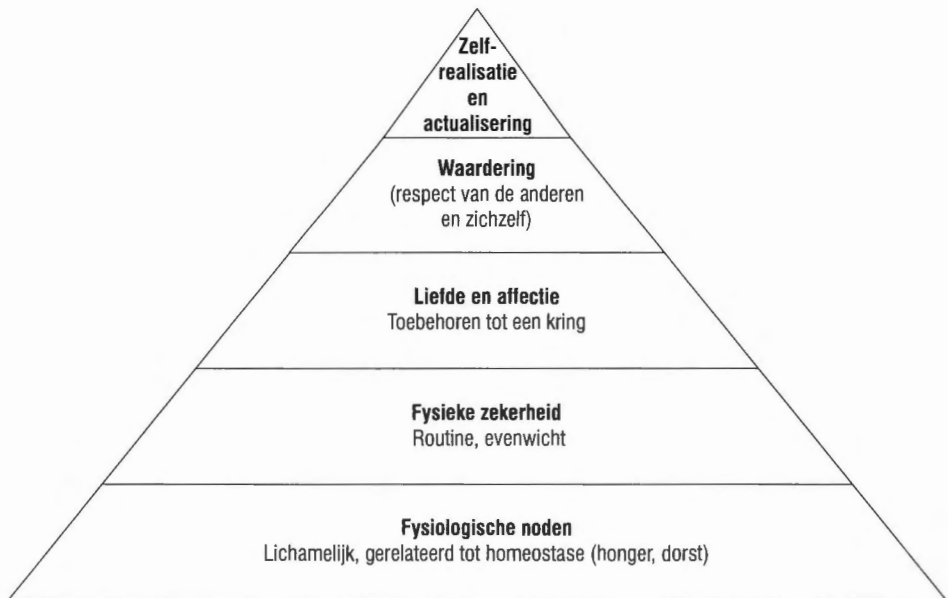 Zelf-
realisatie
en
actualisering
Waardering
(respect van de anderen
en zichzelf)
Liefde en affectie
Toebehoren tot een kring
Fysieke zekerheid
Routine, evenwicht
Fysiologische noden
Lichamelijk, gerelateerd tot homeostase (honger, dorst)